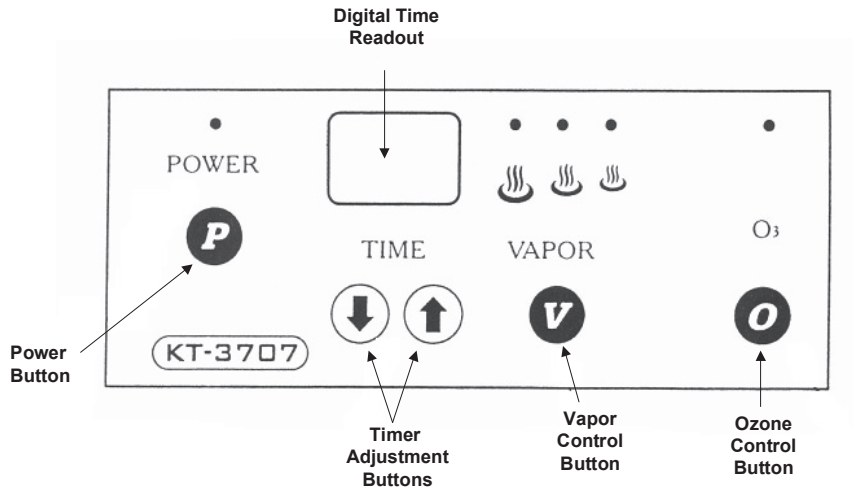 Digital Time
Readout
POWER
P
TIME
VAPOR
V
O₃
O
KT-3707
Power
Button
Timer
Adjustment
Buttons
Vapor
Control
Button
Ozone
Control
Button